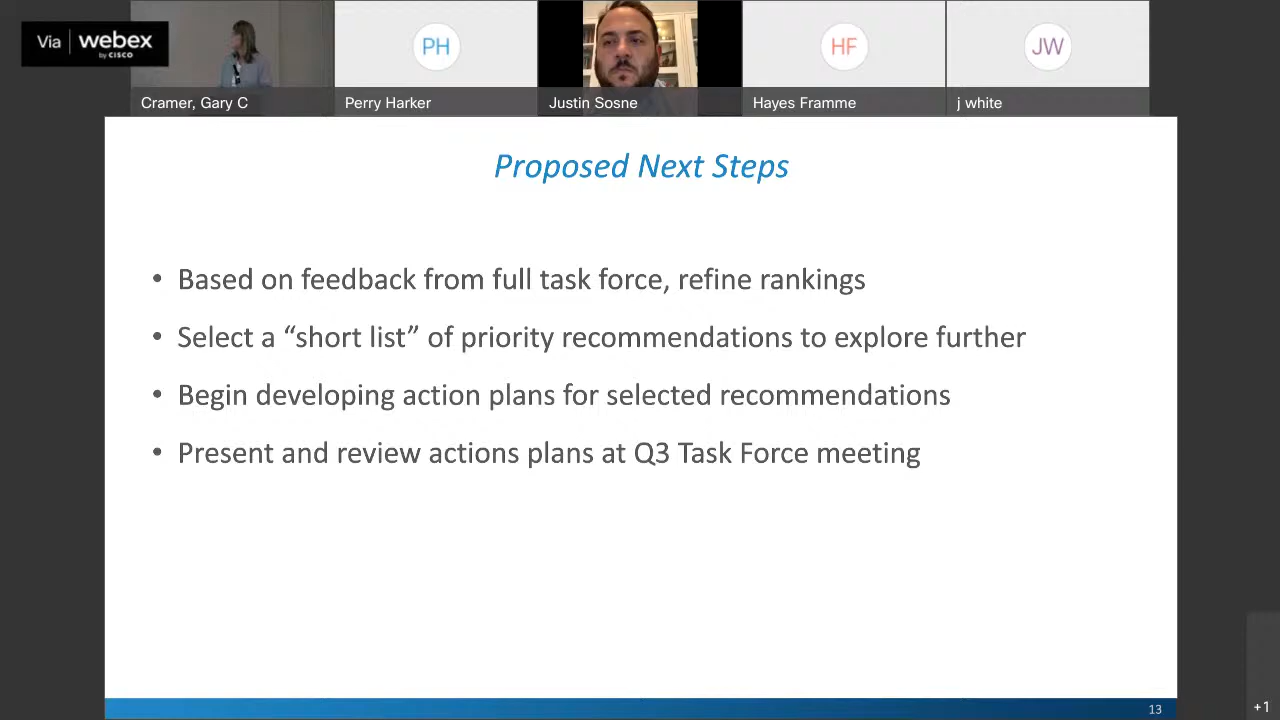 Via webex
by CISCO
PH
HF
JW
Cramer, Gary C
Perry Harker
Justin Sosne
Hayes Framme
j white
Proposed Next Steps
• Based on feedback from full task force, refine rankings
• Select a “short list” of priority recommendations to explore further
• Begin developing action plans for selected recommendations
• Present and review actions plans at Q3 Task Force meeting
13
+1